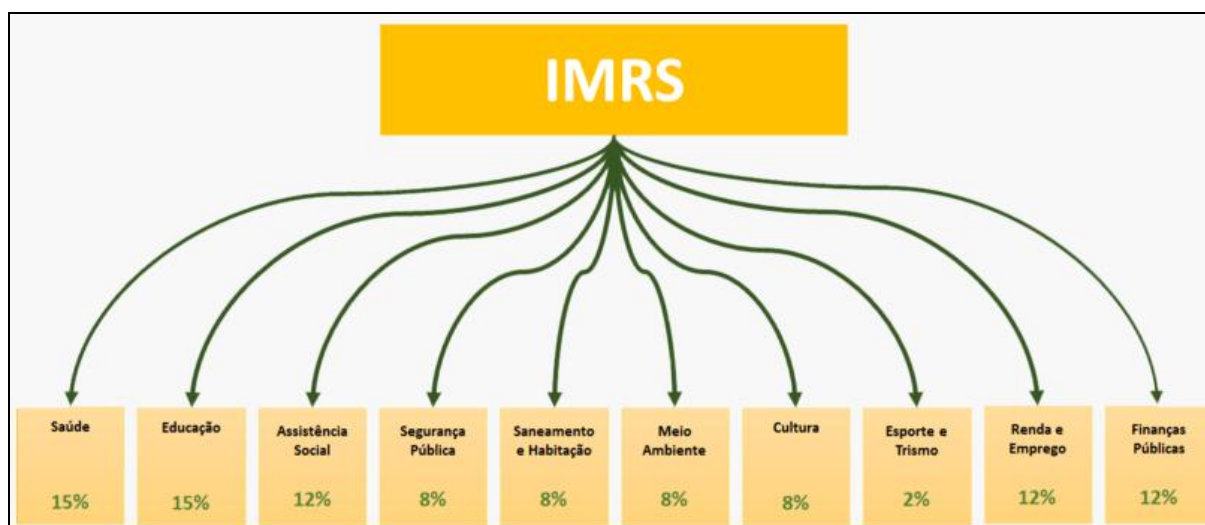 IMRS
Saúde
15%
Educação
15%
Assistência
Social
12%
Segurança
Pública
8%
Saneamento
e Habitação
8%
Meio
Ambiente
8%
Cultura
8%
Esporte e
Trismo
2%
Renda e
Emprego
12%
Finanças
Públicas
12%